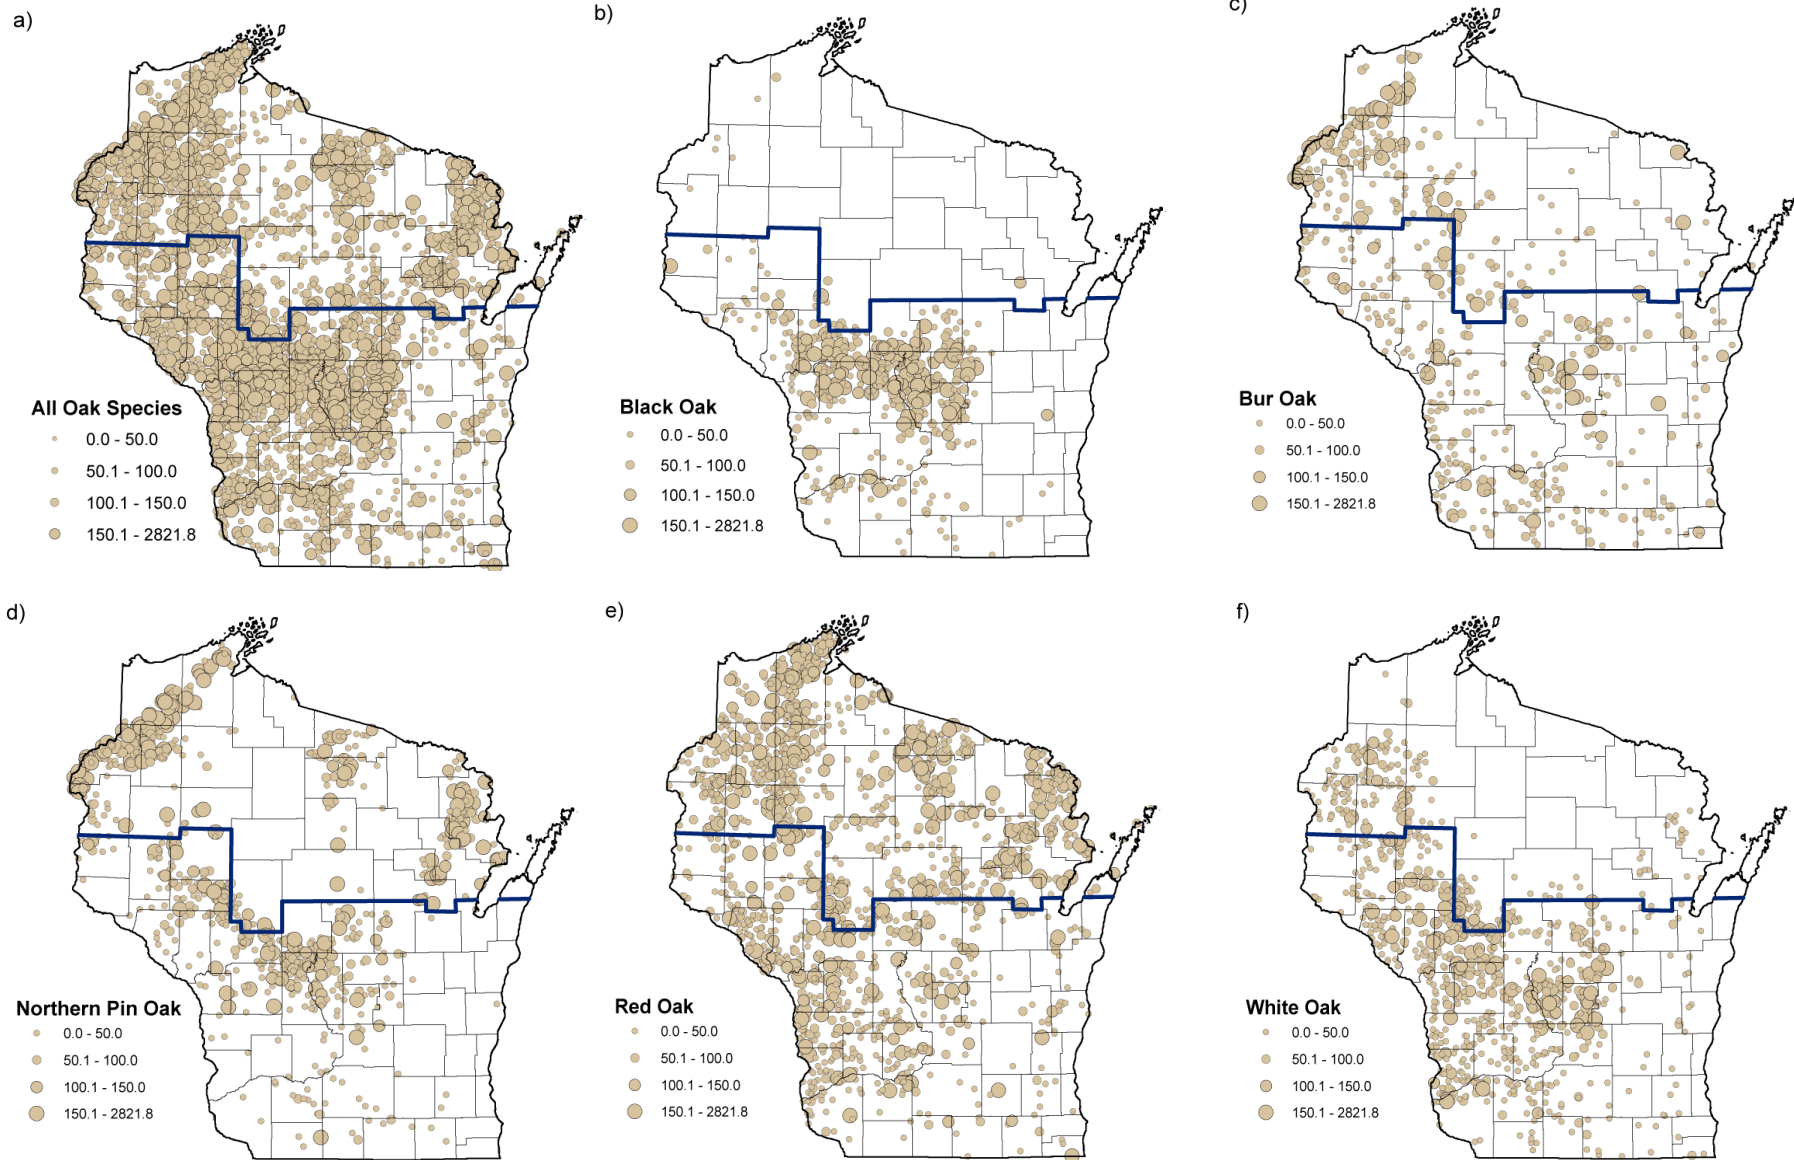 a)
All Oak Species
0.0 - 50.0
50.1 - 100.0
100.1 - 150.0
150.1 - 2821.8
b)
Black Oak
0.0 - 50.0
50.1 - 100.0
100.1 - 150.0
150.1 - 2821.8
c)
Bur Oak
0.0 - 50.0
50.1 - 100.0
100.1 - 150.0
150.1 - 2821.8
d)
Northern Pin Oak
0.0 - 50.0
50.1 - 100.0
100.1 - 150.0
150.1 - 2821.8
e)
Red Oak
0.0 - 50.0
50.1 - 100.0
100.1 - 150.0
150.1 - 2821.8
f)
White Oak
0.0 - 50.0
50.1 - 100.0
100.1 - 150.0
150.1 - 2821.8